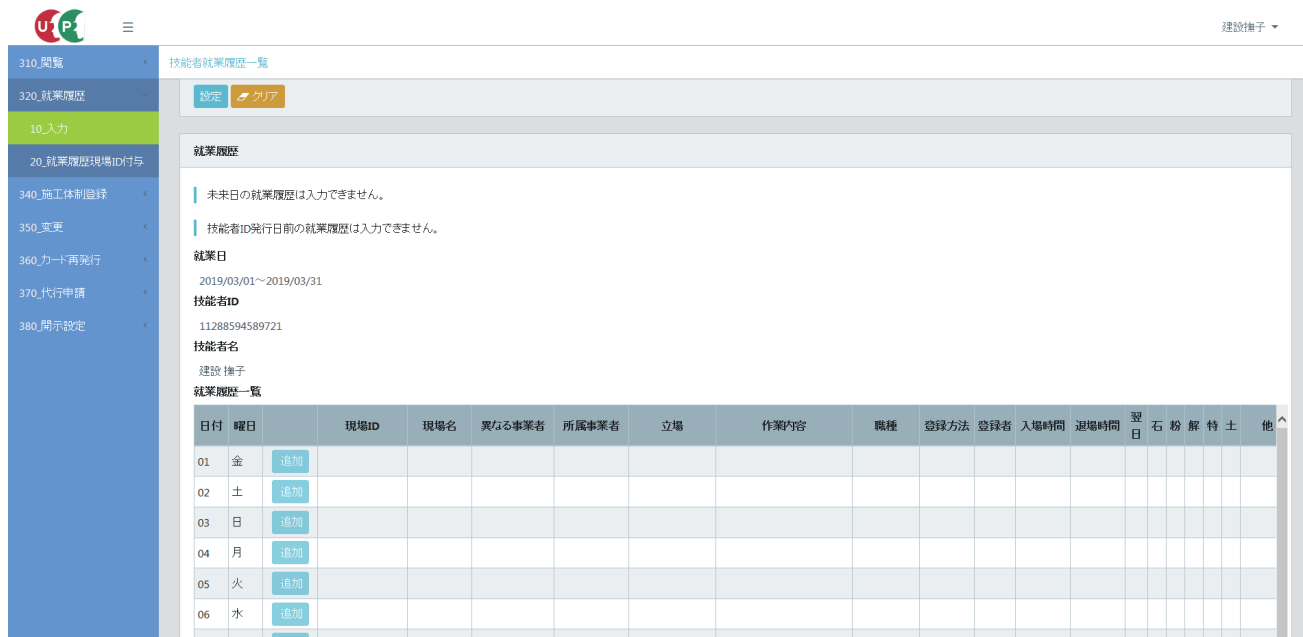 U P
☰
建設撫子
310_閲覧
技能者就業履歴一覧
320_就業履歴
設定 クリア
10_入力
20_就業履歴現場ID付与
340_施工体制登録
350_変更
360_カード再発行
370_代行申請
380_開示設定
就業履歴
未来日の就業履歴は入力できません。
技能者ID発行日前の就業履歴は入力できません。
就業日
2019/03/01～2019/03/31
技能者ID
11288594589721
技能者名
建設 撫子
就業履歴一覧
日付 曜日 現場ID 現場名 異なる事業者 所属事業者 立場 作業内容 職種 登録方法 登録者 入場時間 退場時間 翌日 石 粉 解 特 土 他
01 金 追加
02 土 追加
03 日 追加
04 月 追加
05 火 追加
06 水 追加